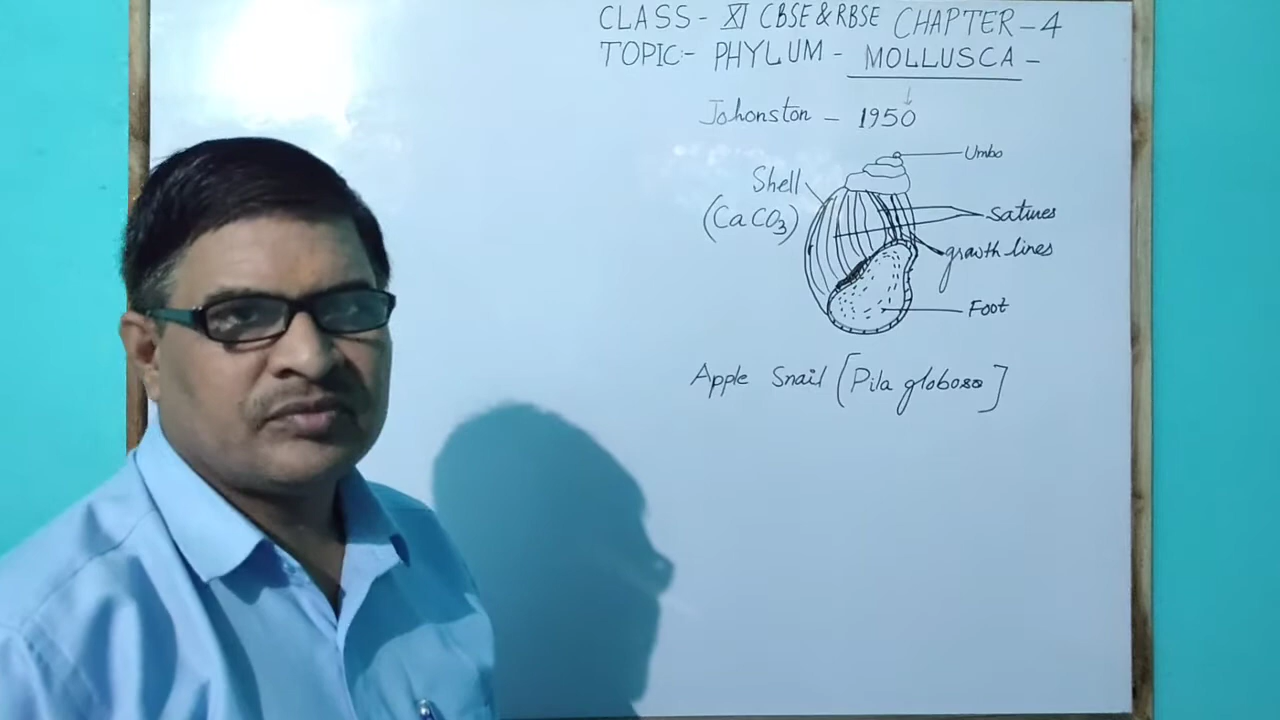 CLASS - XI CBSE & RBSE CHAPTER - 4
TOPIC:- PHYLUM - MOLLUSCA -
Johonston - 1950
Umbo
Shell
(CaCO3)
Satures
growth lines
Foot
Apple Snail [Pila globosa]